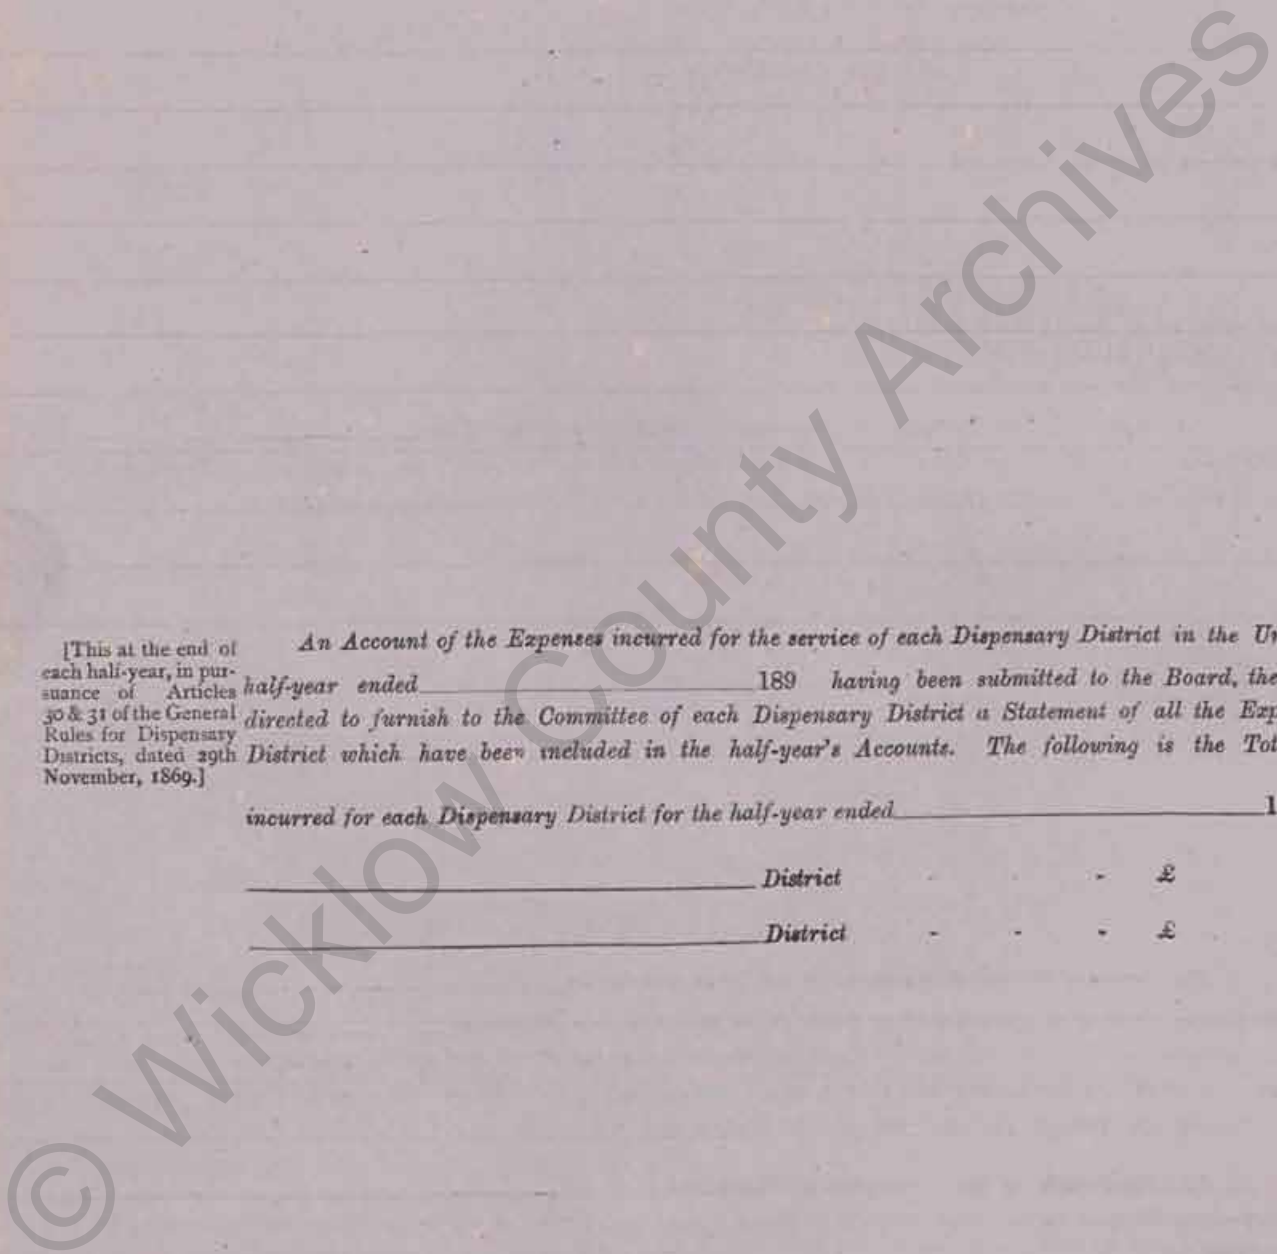 [This at the end of
each half-year, in pur-
suance of Articles
30 & 31 of the General
Rules for Dispensary
Districts, dated 29th
November, 1869.]
An Account of the Expenses incurred for the service of each Dispensary District in the Un
half-year ended 189 having been submitted to the Board, the
directed to furnish to the Committee of each Dispensary District a Statement of all the Exp
District which have been included in the half-year's Accounts. The following is the Tot
incurred for each Dispensary District for the half-year ended 1
District - - - £
District - - - £
© Wicklow County Archives